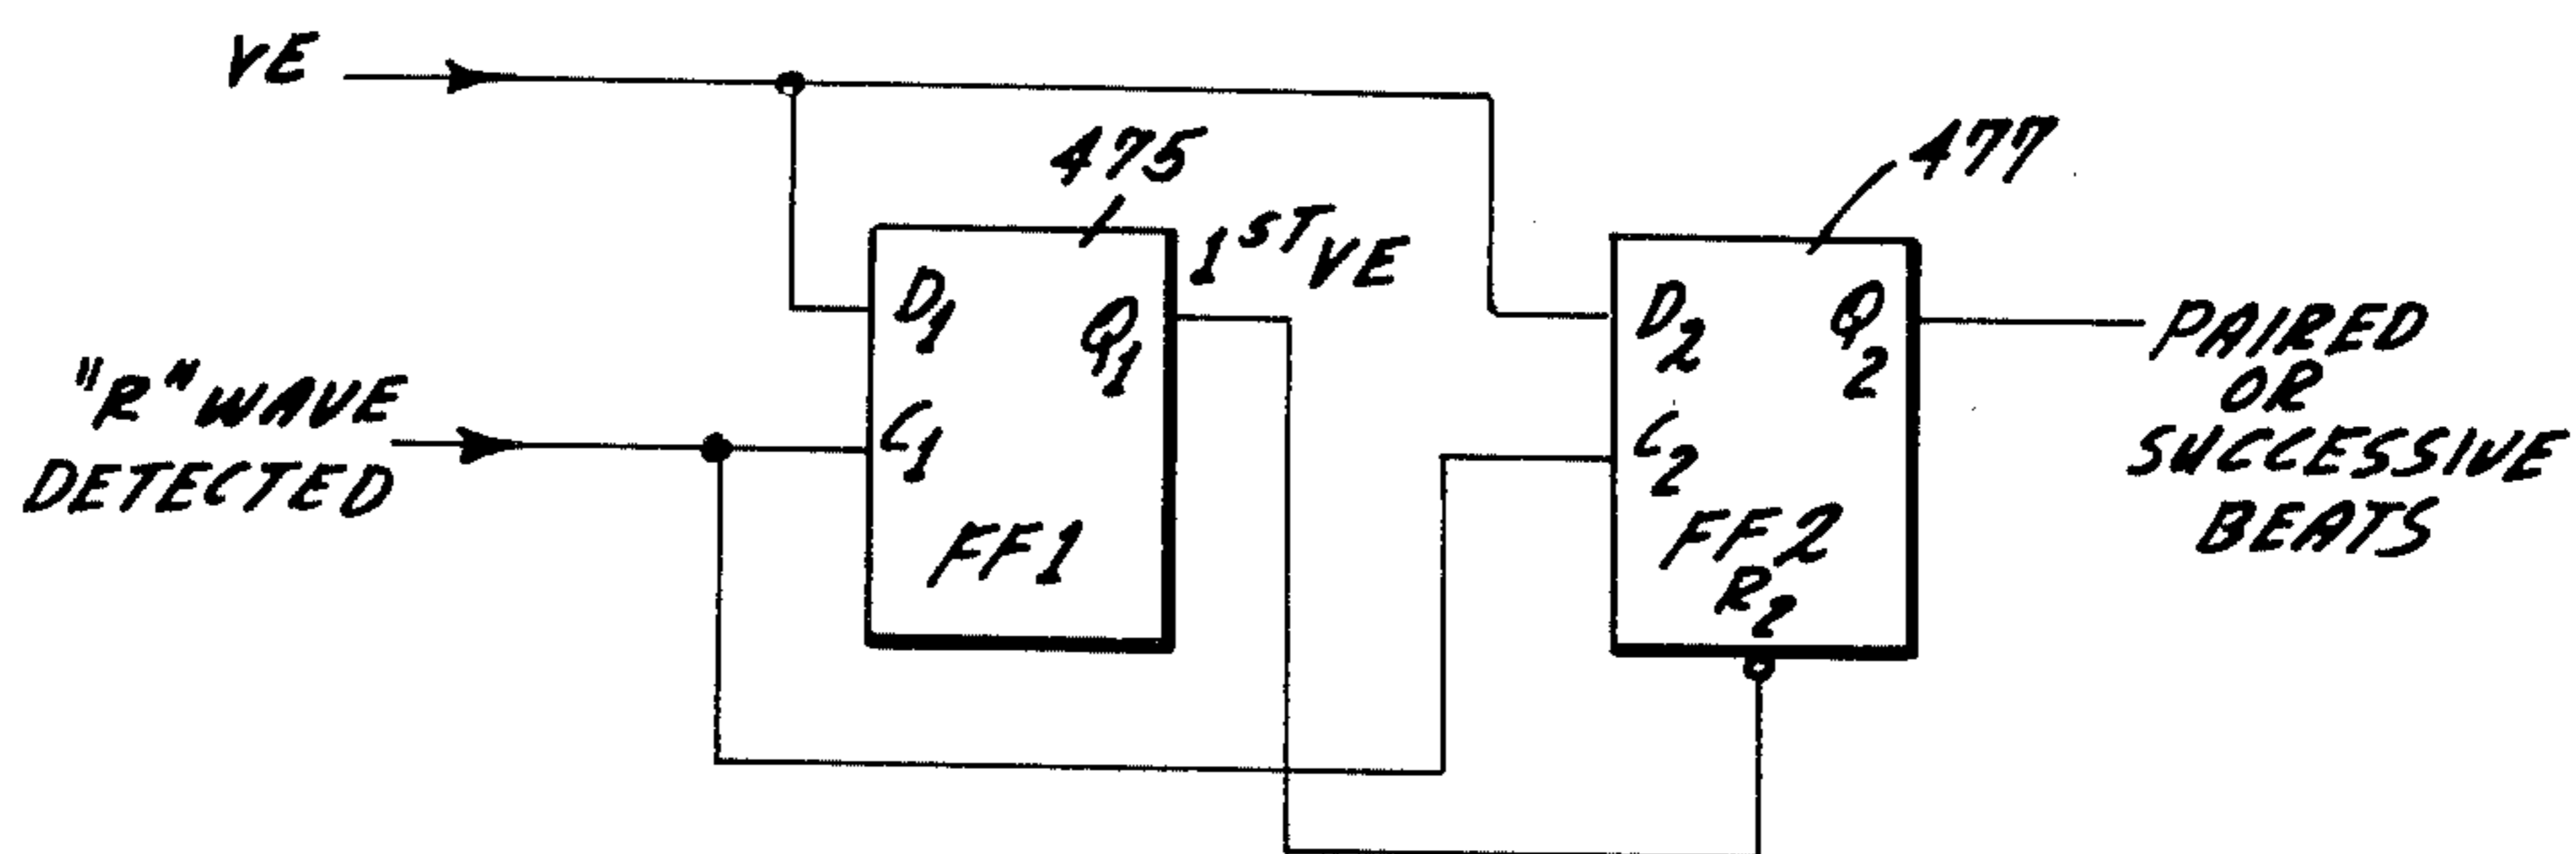 VE
475
477
1ST VE
D1
Q1
D2
Q2
"R" WAVE
DETECTED
C1
C2
FF1
FF2
R2
PAIRED
OR
SUCCESSIVE
BEATS